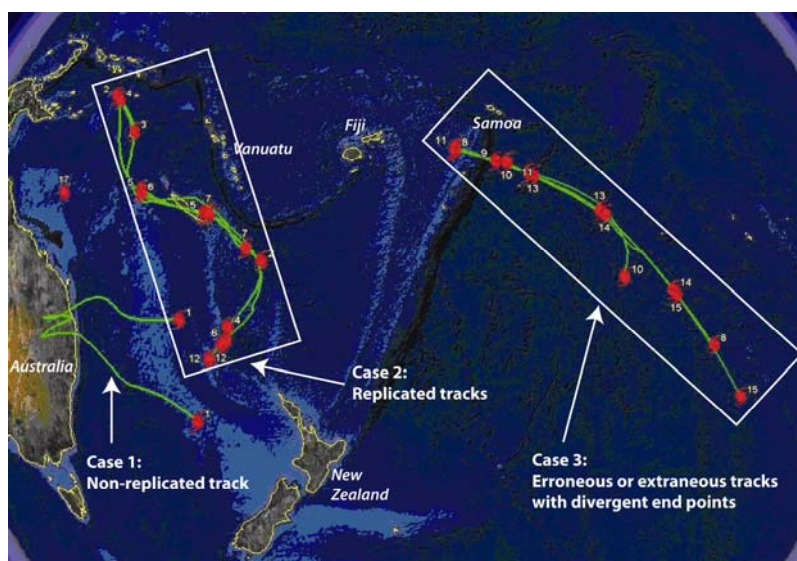 2
4
3
Vanuatu
Fiji
Samoa
11
8
9
10
11
13
17
5
6
5
7
13
14
7
2
10
14
15
1
4
6
12
12
8
Australia
Case 2:
Replicated tracks
15
1
Case 1:
Non-replicated track
New
Zealand
Case 3:
Erroneous or extraneous tracks
with divergent end points